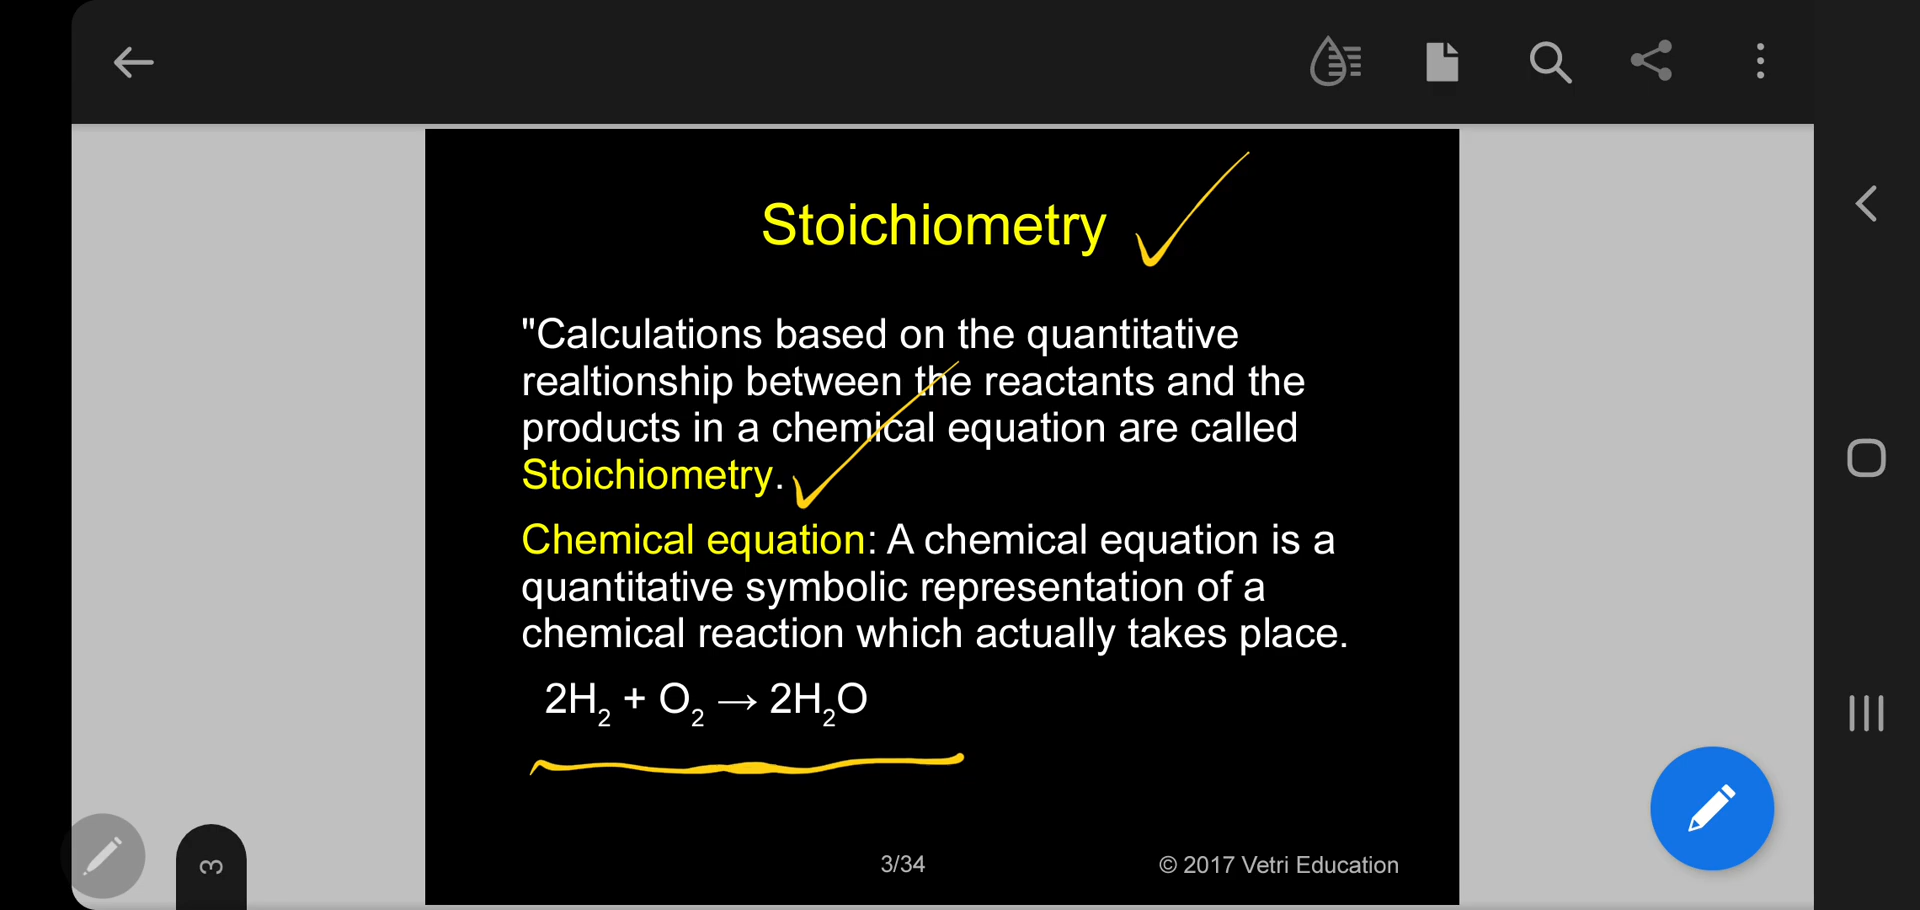 Stoichiometry
"Calculations based on the quantitative
realtionship between the reactants and the
products in a chemical equation are called
Stoichiometry.
Chemical equation: A chemical equation is a
quantitative symbolic representation of a
chemical reaction which actually takes place.
2H₂ + O₂ → 2H₂O
3/34
© 2017 Vetri Education
3